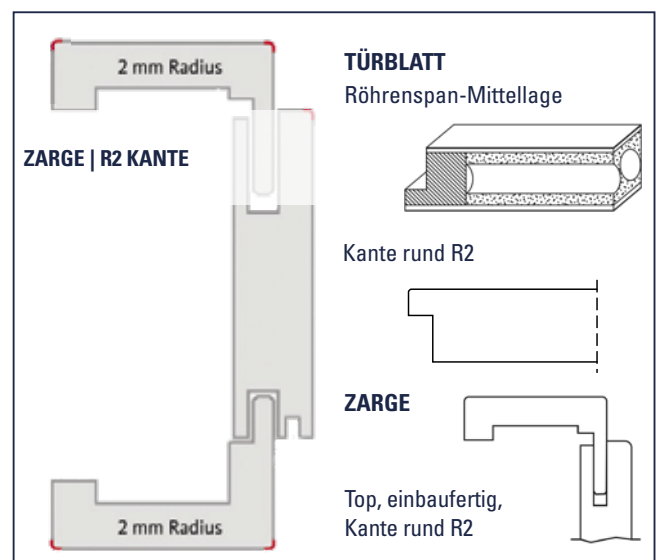 2 mm Radius
ZARGE | R2 KANTE
2 mm Radius
TÜRBLATT
Röhrenspan-Mittellage
Kante rund R2
ZARGE
Top, einbaufertig,
Kante rund R2